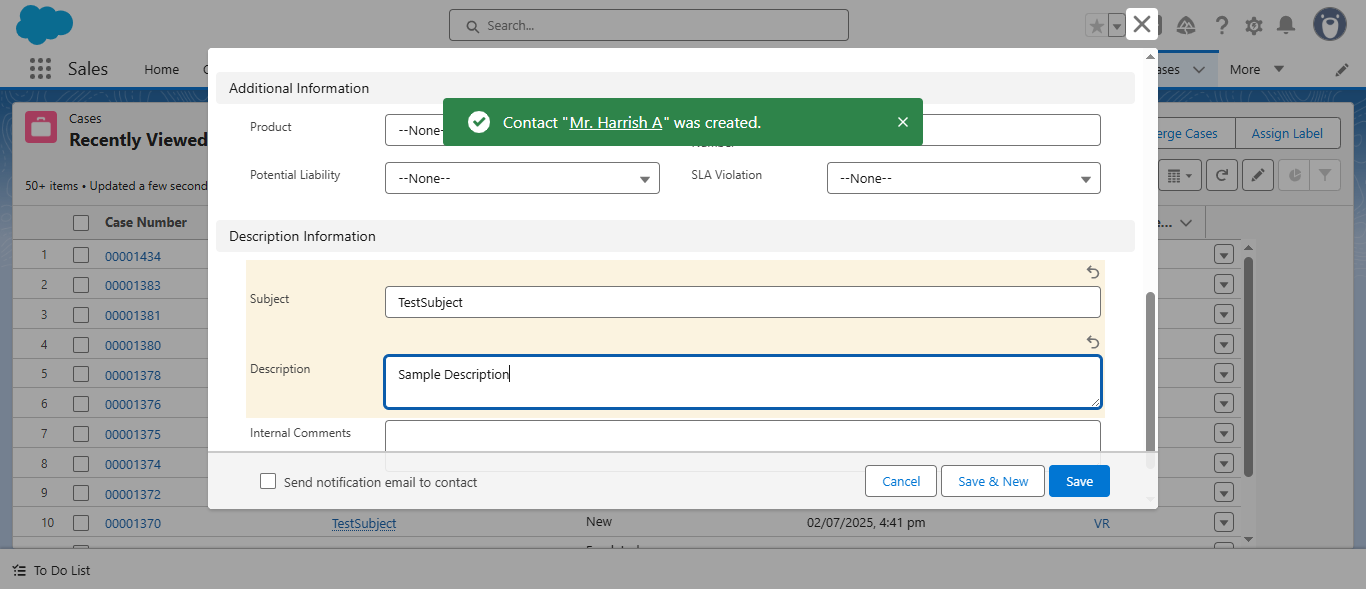 Search...
Sales
Home
More
Cases
Recently Viewed
Merge Cases
Assign Label
50+ items • Updated a few second
Case Number
1 00001434
2 00001383
3 00001381
4 00001380
5 00001378
6 00001376
7 00001375
8 00001374
9 00001372
10 00001370 TestSubject New 02/07/2025, 4:41 pm VR
Additional Information
Contact "Mr. Harrish A" was created.
Product --None-
Number
Potential Liability --None-- SLA Violation --None--
Description Information
Subject TestSubject
Description Sample Description
Internal Comments
Send notification email to contact
Cancel
Save & New
Save
To Do List